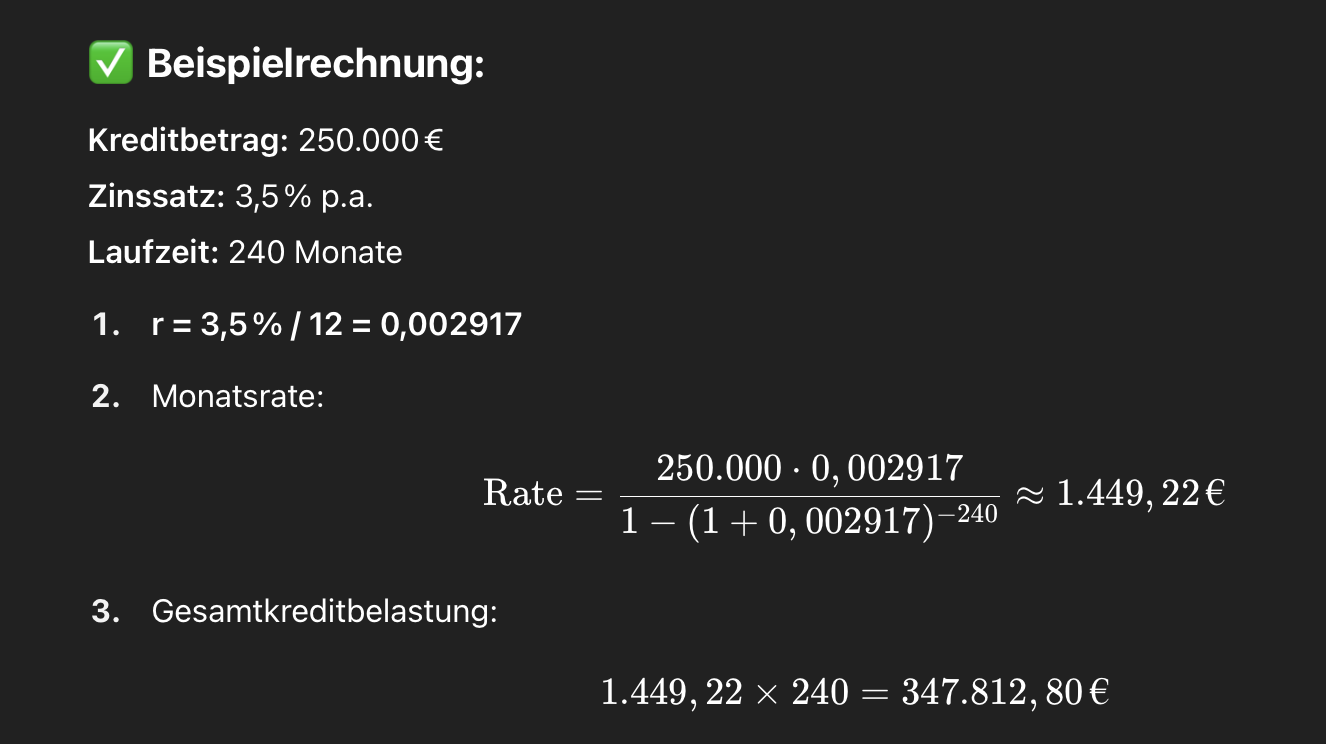 ✅ Beispielrechnung:
Kreditbetrag: 250.000 €
Zinssatz: 3,5 % p.a.
Laufzeit: 240 Monate
1. r = 3,5 % / 12 = 0,002917
2. Monatsrate:
Rate = \frac{250.000 · 0,002917}{1 − (1 + 0,002917)^{−240}} ≈ 1.449,22 €
3. Gesamtkreditbelastung:
1.449,22 × 240 = 347.812,80 €